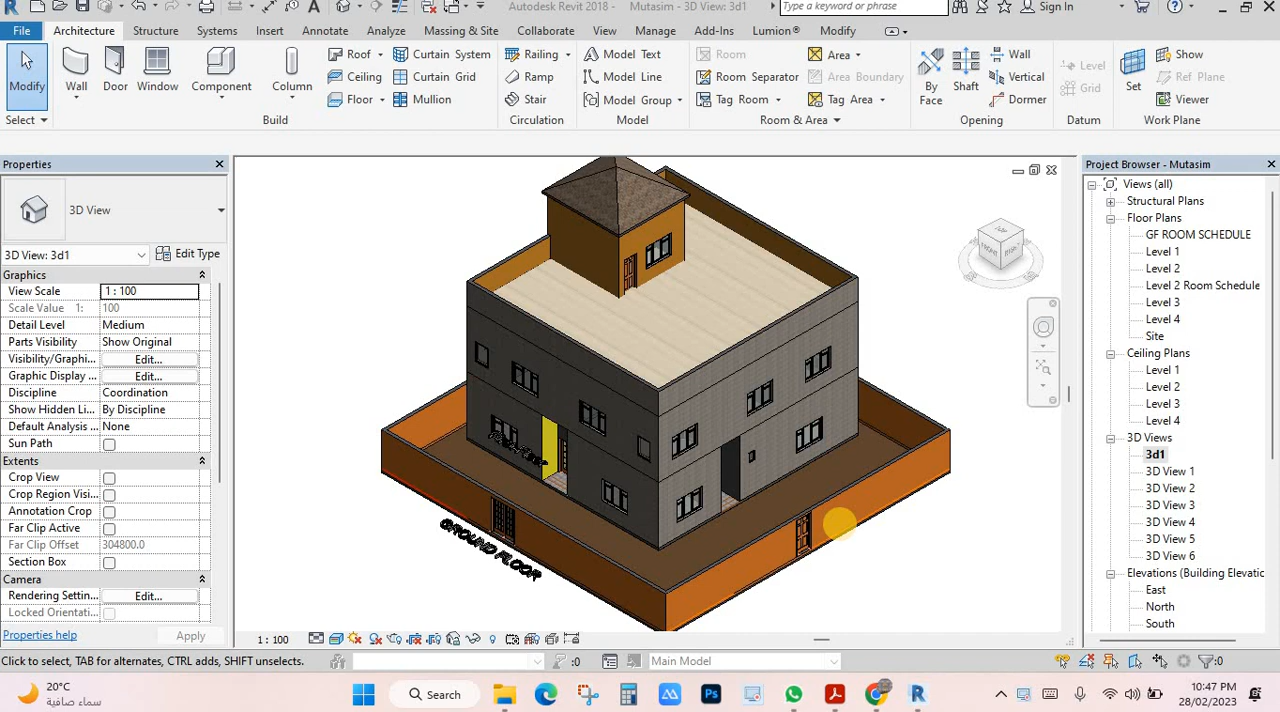 Autodesk Revit 2018 - Mutasim - 3D View: 3d1
Type a keyword or phrase
Sign In
File Architecture Structure Systems Insert Annotate Analyze Massing & Site Collaborate View Manage Add-Ins Lumion® Modify
Modify
Wall
Door
Window
Component
Column
Roof
Ceiling
Floor
Curtain System
Curtain Grid
Mullion
Railing
Ramp
Stair
Model Text
Model Line
Model Group
Room
Room Separator
Tag Room
Area
Area Boundary
Tag Area
By
Face
Shaft
Wall
Vertical
Dormer
Level
Grid
Set
Show
Ref Plane
Viewer
Select
Build
Circulation
Model
Room & Area
Opening
Datum
Work Plane
Properties
3D View
3D View: 3d1
Edit Type
Graphics
View Scale 1 : 100
Scale Value 1: 100
Detail Level Medium
Parts Visibility Show Original
Visibility/Graphi... Edit...
Graphic Display ... Edit...
Discipline Coordination
Show Hidden Li... By Discipline
Default Analysis ... None
Sun Path
Extents
Crop View
Crop Region Visi...
Annotation Crop
Far Clip Active
Far Clip Offset 304800.0
Section Box
Camera
Rendering Settin... Edit...
Locked Orientati...
Properties help
Apply
GROUND FLOOR
Project Browser - Mutasim
Views (all)
Structural Plans
Floor Plans
GF ROOM SCHEDULE
Level 1
Level 2
Level 2 Room Schedule
Level 3
Level 4
Site
Ceiling Plans
Level 1
Level 2
Level 3
Level 4
3D Views
3d1
3D View 1
3D View 2
3D View 3
3D View 4
3D View 5
3D View 6
Elevations (Building Elevatio
East
North
South
1 : 100
Click to select, TAB for alternates, CTRL adds, SHIFT unselects.
:0
Main Model
:0
20°C
سماء صافية
Search
10:47 PM
28/02/2023